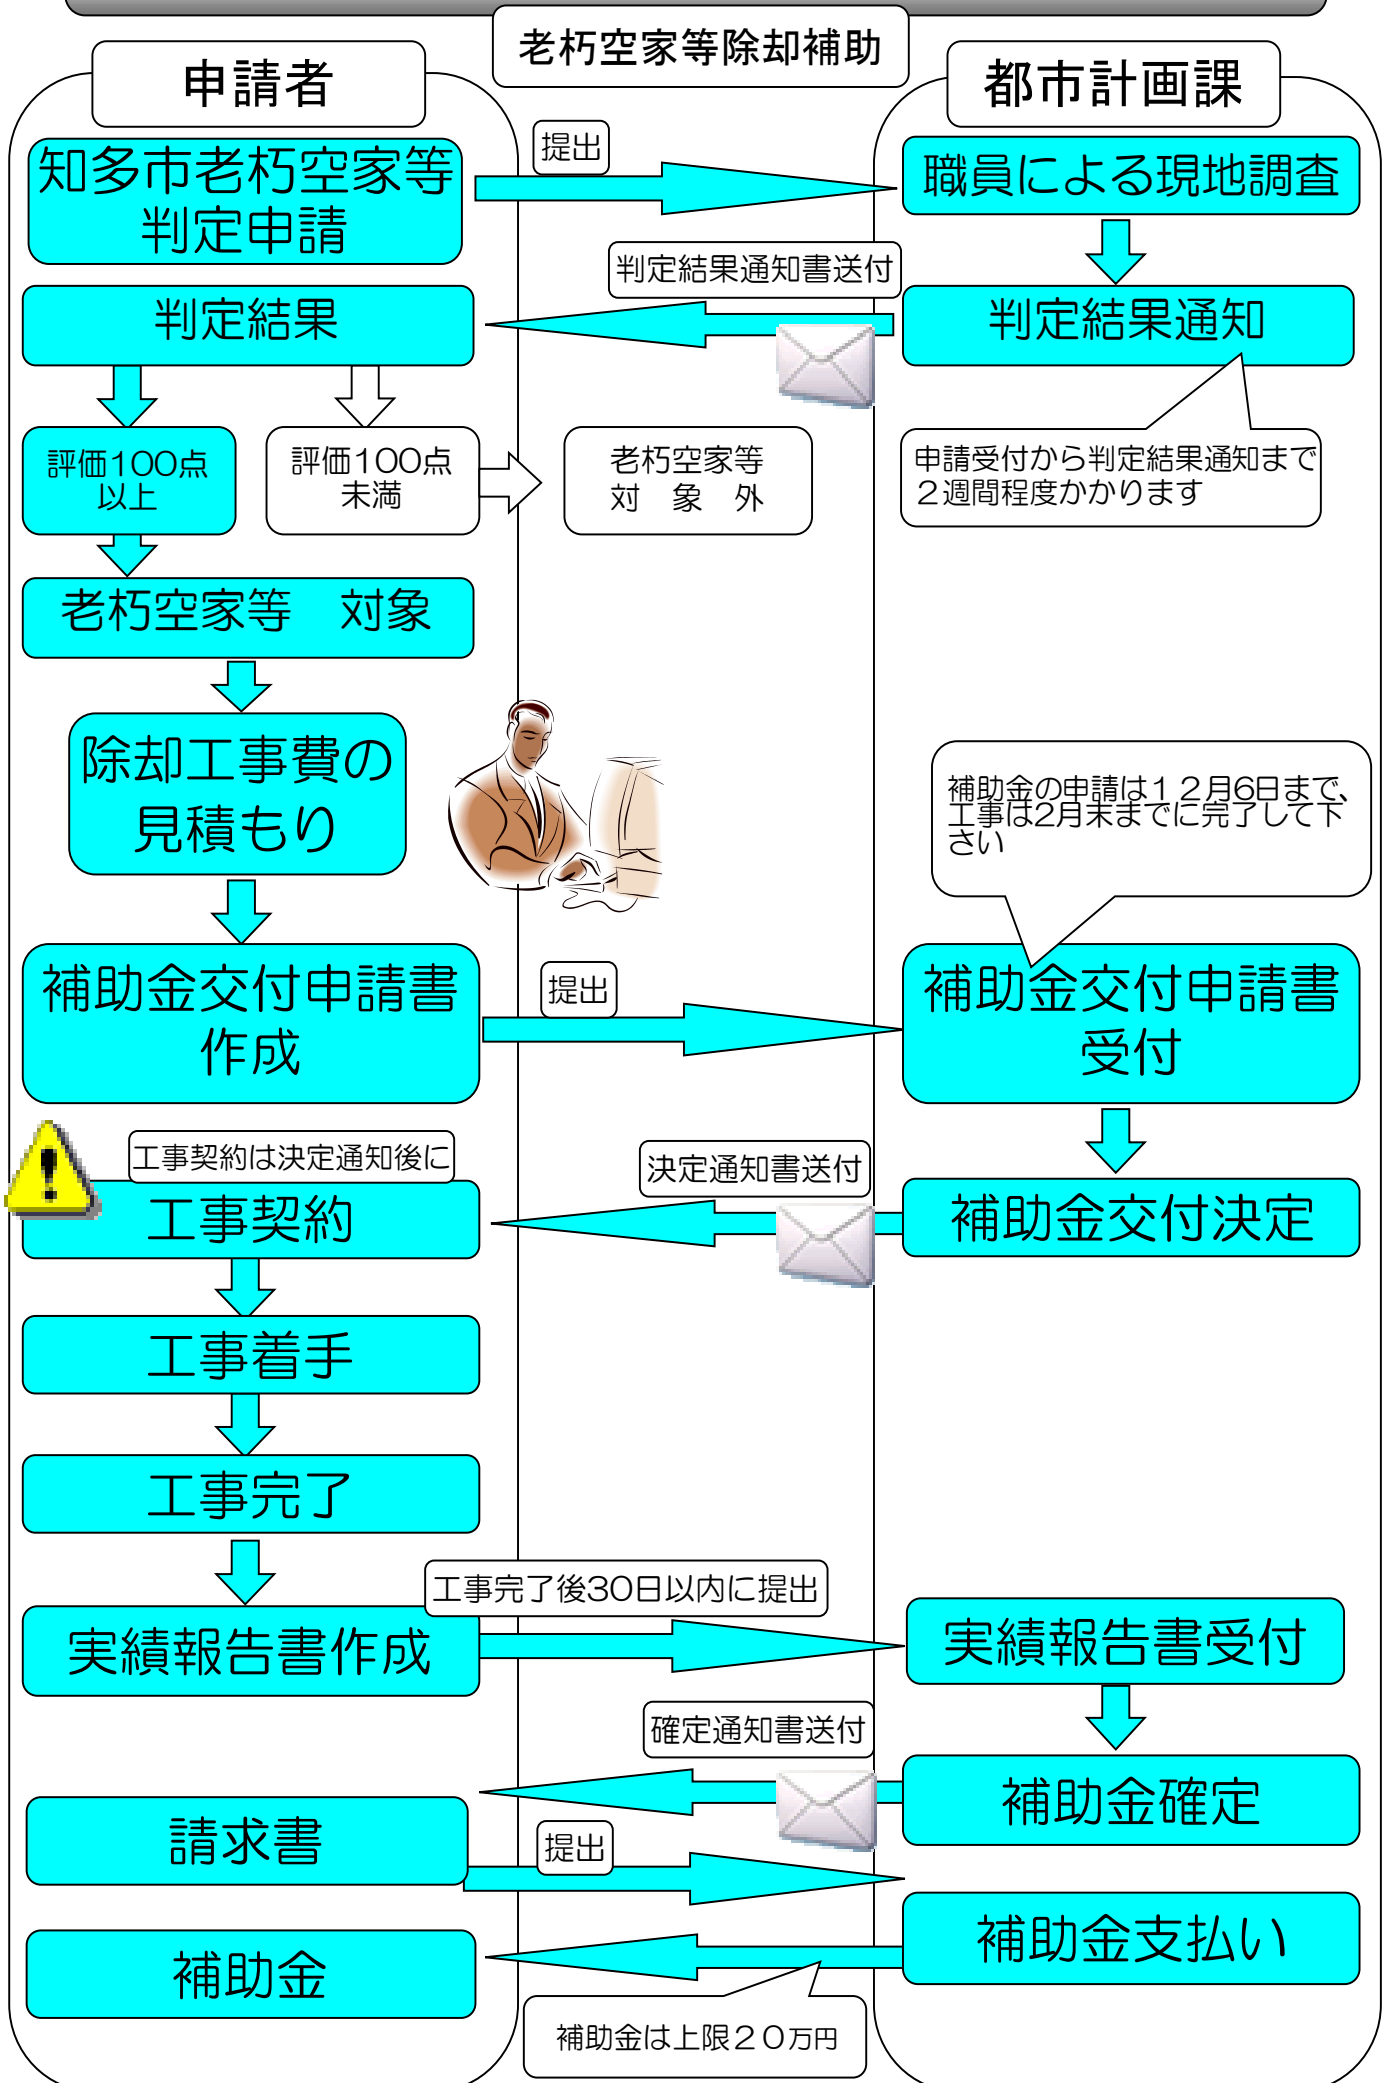 老朽空家等除却補助
申請者
都市計画課
知多市老朽空家等
判定申請
提出
職員による現地調査
判定結果通知書送付
判定結果
判定結果通知
評価100点
以上
評価100点
未満
老朽空家等
対　象　外
申請受付から判定結果通知まで
２週間程度かかります
老朽空家等　対象
除却工事費の
見積もり
補助金の申請は１２月6日まで、
工事は2月末までに完了して下
さい
補助金交付申請書
作成
提出
補助金交付申請書
受付
工事契約は決定通知後に
工事契約
決定通知書送付
補助金交付決定
工事着手
工事完了
工事完了後30日以内に提出
実績報告書作成
実績報告書受付
確定通知書送付
補助金確定
請求書
提出
補助金支払い
補助金
補助金は上限２０万円